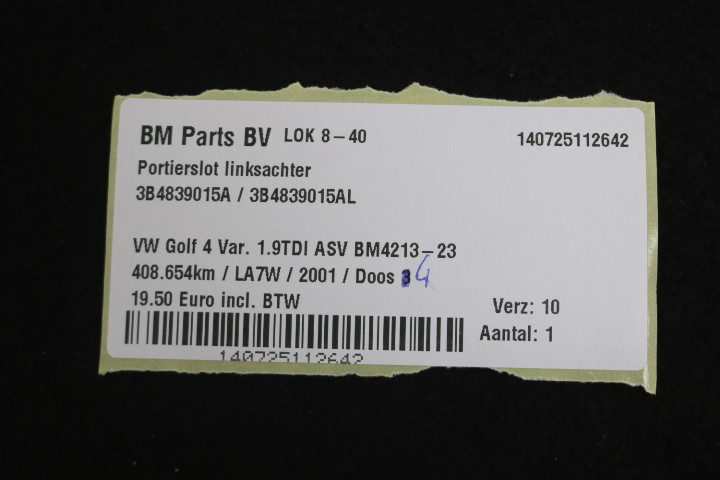 BM Parts BV LOK 8-40 140725112642
Portierslot linksachter
3B4839015A / 3B4839015AL
VW Golf 4 Var. 1.9TDI ASV BM4213-23
408.654km / LA7W / 2001 / Doos 4
19.50 Euro incl. BTW Verz: 10
Aantal: 1
140725112642